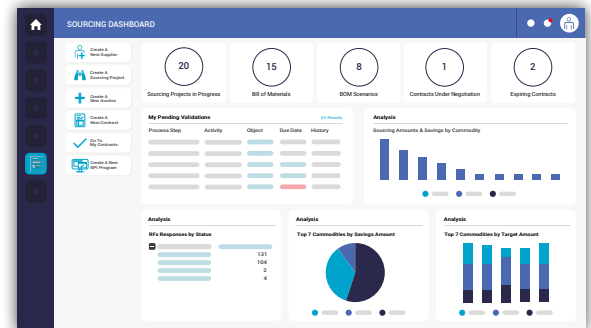 SOURCING DASHBOARD
Create A
New Supplier
Create A
Sourcing Project
Create A
New Auction
Create A
New Contract
Go To
My Contracts
Create A New
NPI Program
20
Sourcing Projects in Progress
15
Bill of Materials
8
BOM Scenarios
1
Contracts Under Negotiation
2
Expiring Contracts
My Pending Validations
All Results
Process Step Activity Object Due Date History
Analysis
Sourcing Amounts & Savings by Commodity
Analysis
RFx Responses by Status
131
104
2
4
Analysis
Top 7 Commodities by Savings Amount
Analysis
Top 7 Commodities by Target Amount